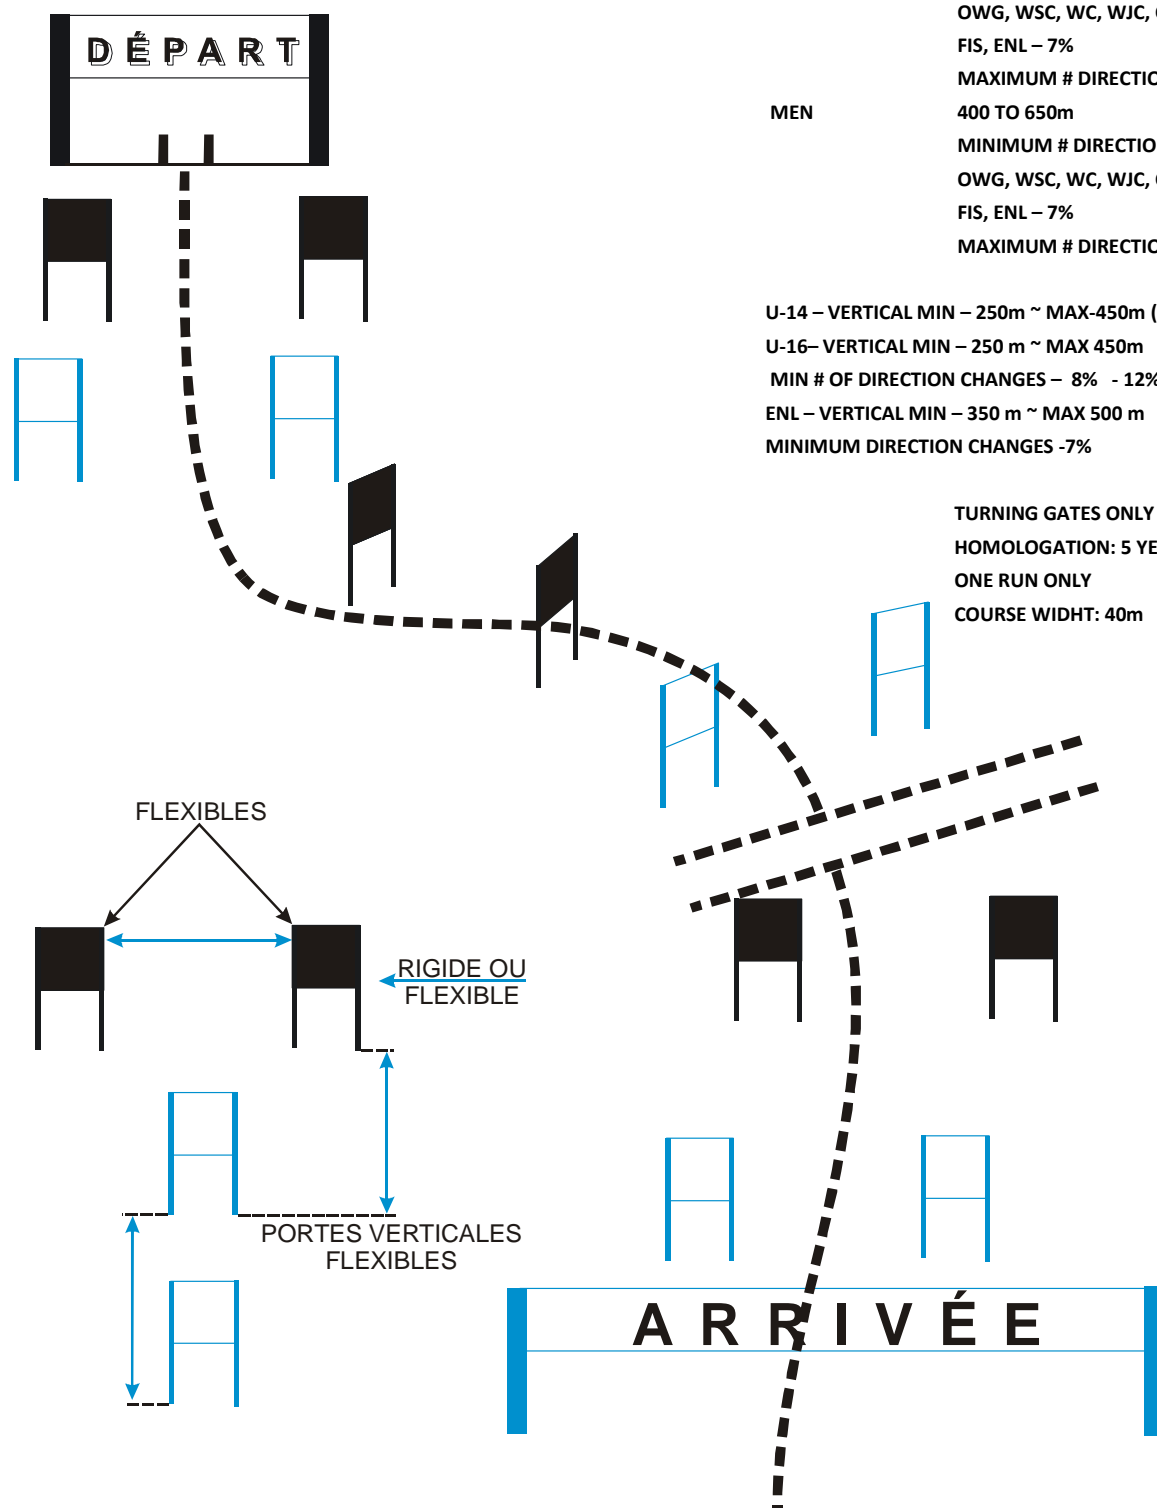 DÉPART
OWG, WSC, WC, WJC,
FIS, ENL – 7%
MAXIMUM #
MEN 400 TO 650m
MINIMUM #
OWG, WSC, WC, WJC,
FIS, ENL – 7%
MAXIMUM #
U-14 – VERTICAL MIN – 250m ~ MAX-450m (
U-16– VERTICAL MIN – 250 m ~ MAX 450m
MIN # OF DIRECTION CHANGES – 8% - 12%
ENL – VERTICAL MIN – 350 m ~ MAX 500 m
MINIMUM DIRECTION CHANGES -7%
TURNING GATES ONLY
HOMOLOGATION: 5
ONE RUN ONLY
COURSE WIDHT: 40m
FLEXIBLES
RIGIDE OU
FLEXIBLE
PORTES VERTICALES
FLEXIBLES
ARRIVÉE